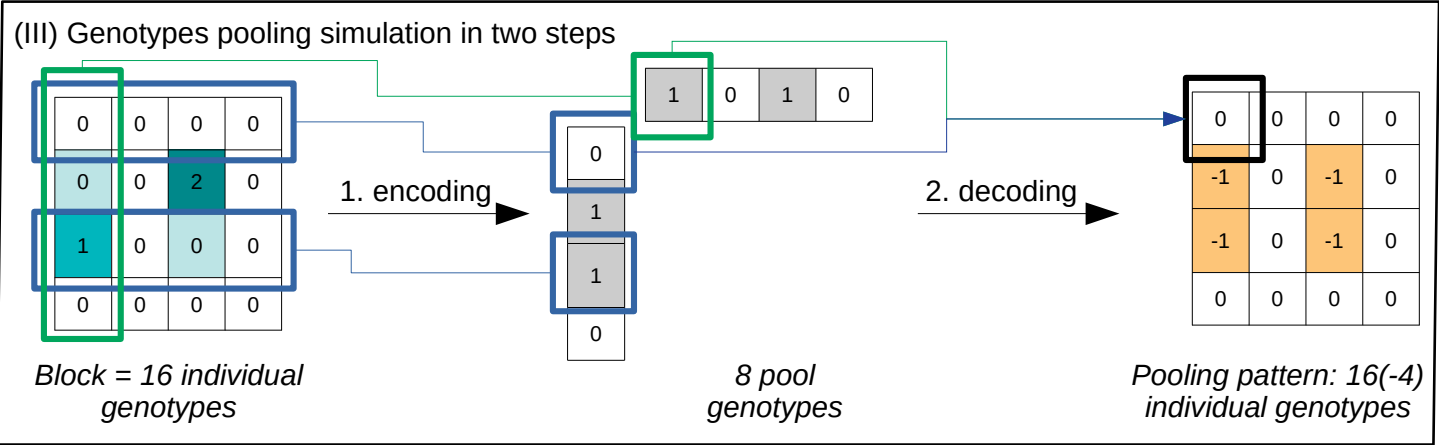 (III) Genotypes pooling simulation in two steps
0 0 0 0
0 0 2 0
1 0 0 0
0 0 0 0
Block = 16 individual
genotypes
1. encoding
1 0 1 0
0
1
1
0
8 pool
genotypes
2. decoding
0 0 0 0
-1 0 -1 0
-1 0 -1 0
0 0 0 0
Pooling pattern: 16(-4)
individual genotypes